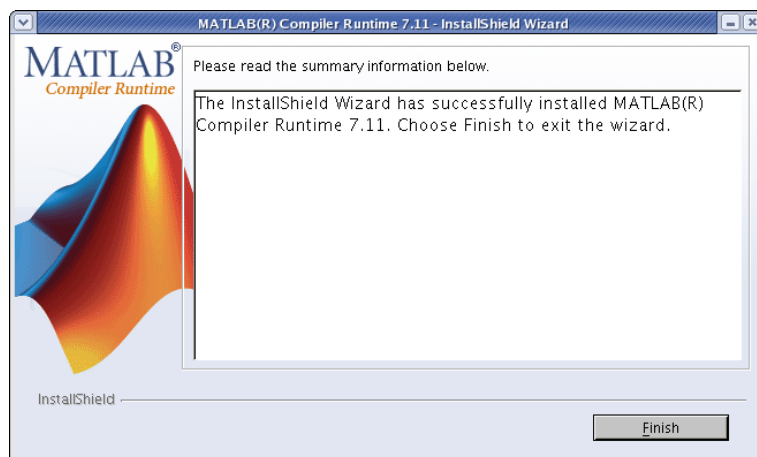 MATLAB(R) Compiler Runtime 7.11 - InstallShield Wizard
MATLAB®
Compiler Runtime
Please read the summary information below.
The InstallShield Wizard has successfully installed MATLAB(R)
Compiler Runtime 7.11. Choose Finish to exit the wizard.
InstallShield
Finish